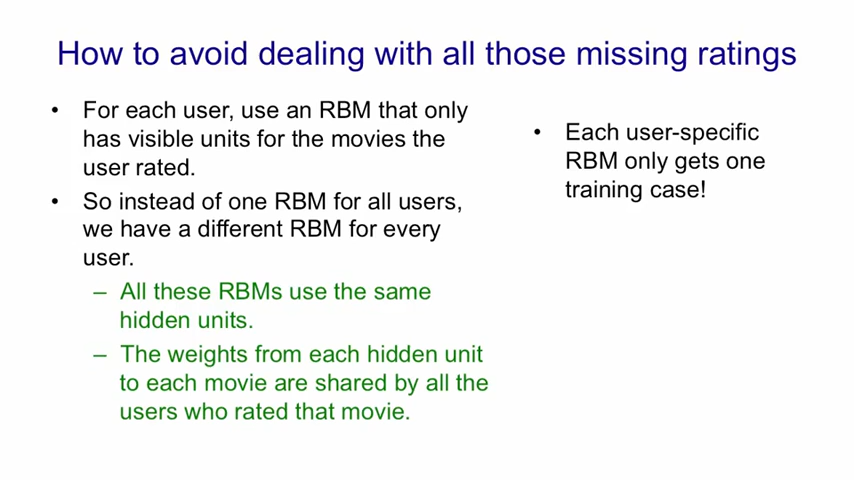 How to avoid dealing with all those missing ratings
• For each user, use an RBM that only
has visible units for the movies the
user rated.
• So instead of one RBM for all users,
we have a different RBM for every
user.
– All these RBMs use the same
hidden units.
– The weights from each hidden unit
to each movie are shared by all the
users who rated that movie.
• Each user-specific
RBM only gets one
training case!